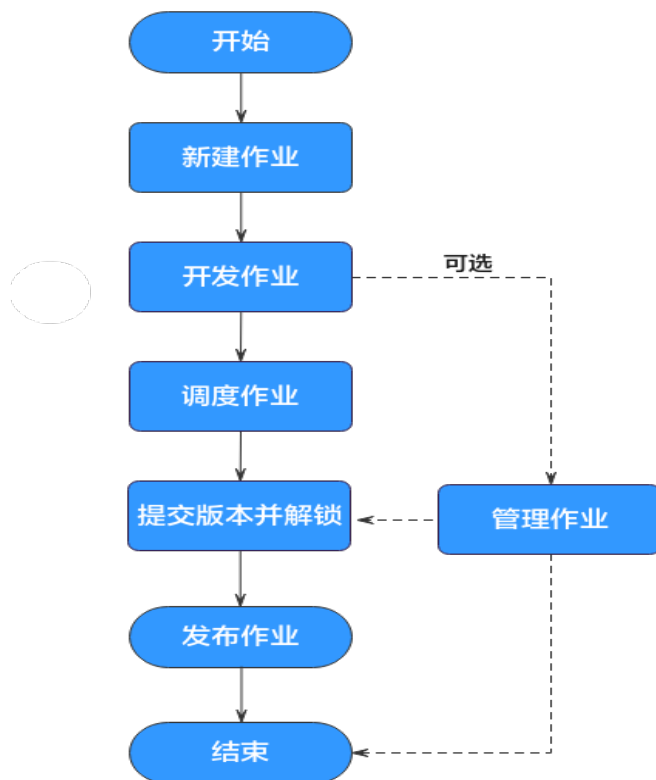 开始
新建作业
开发作业
可选
调度作业
提交版本并解锁
管理作业
发布作业
结束